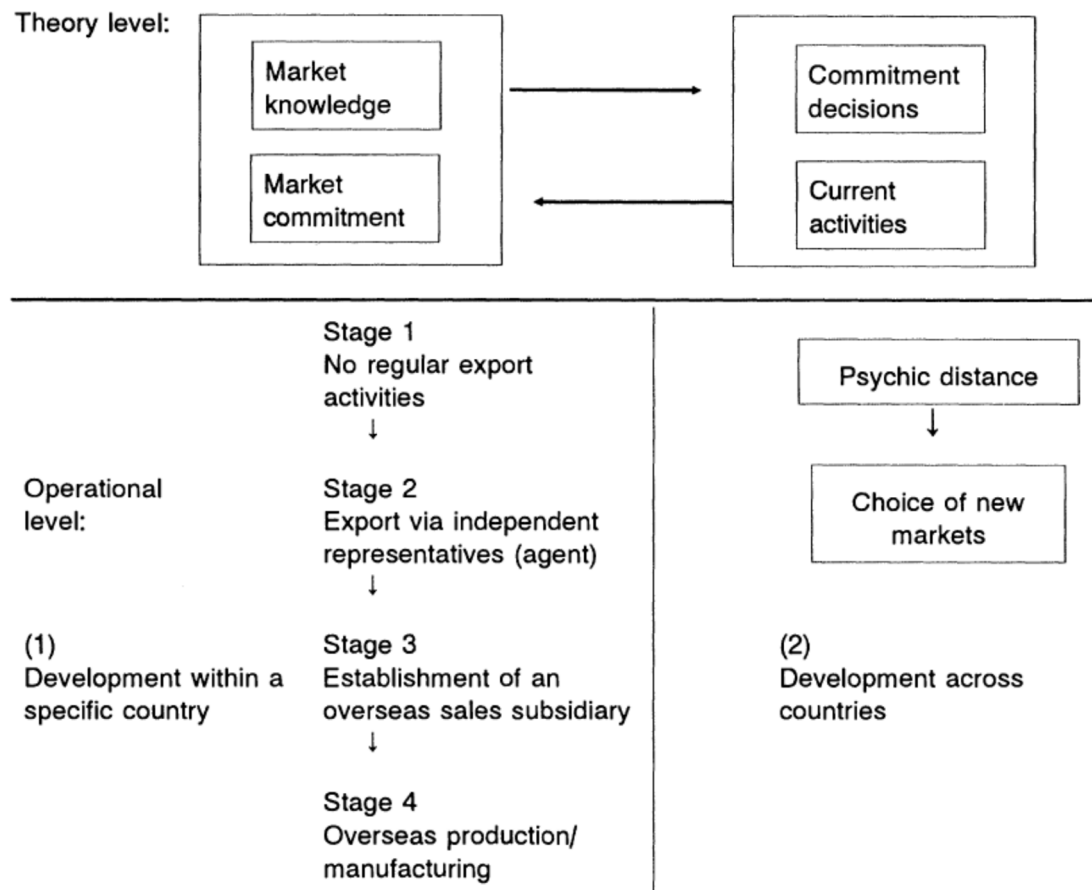 Theory level:
Market
knowledge
Market
commitment
Commitment
decisions
Current
activities
Stage 1
No regular export
activities
Operational
level:
Stage 2
Export via independent
representatives (agent)
(1)
Development within a
specific country
Stage 3
Establishment of an
overseas sales subsidiary
Stage 4
Overseas production/
manufacturing
Psychic distance
Choice of new
markets
(2)
Development across
countries